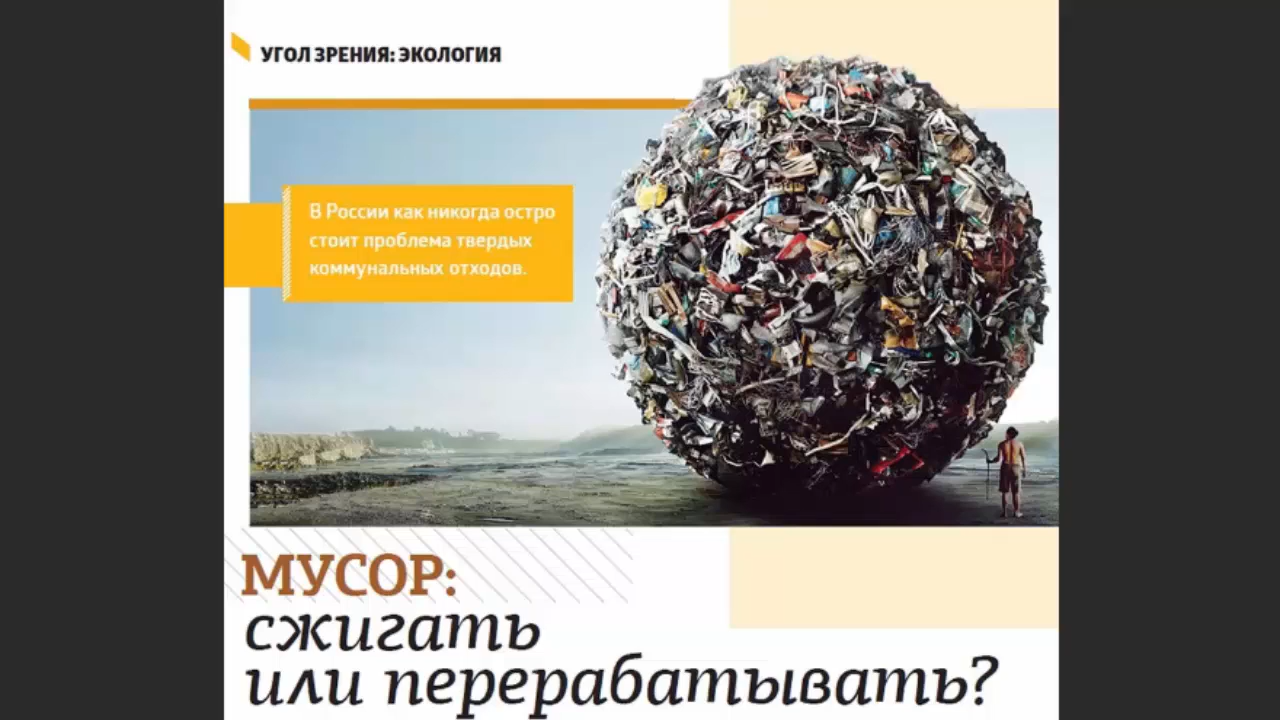 УГОЛ ЗРЕНИЯ: ЭКОЛОГИЯ
В России как никогда остро
стоит проблема твердых
коммунальных отходов.
МУСОР:
сжигать
или перерабатывать?